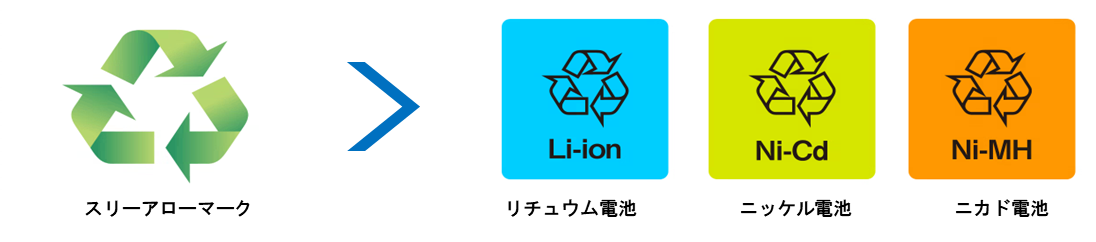 Li-ion
Ni-Cd
Ni-MH
スリーアローマーク
リチュウム電池
ニッケル電池
ニカド電池